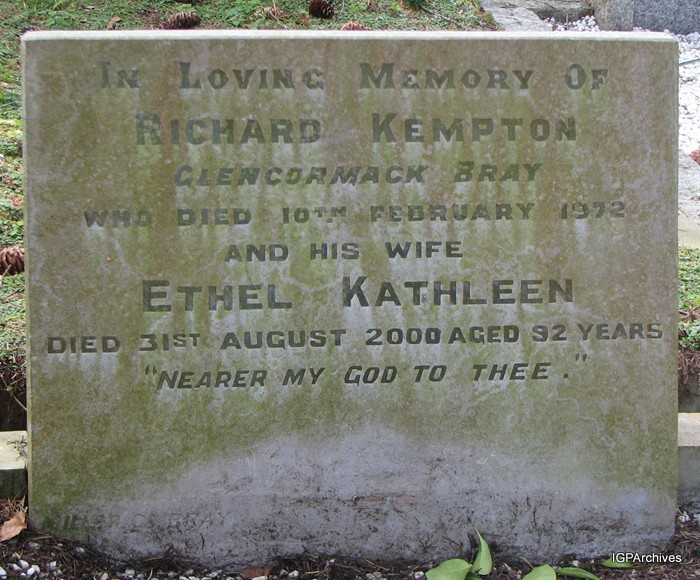 In Loving Memory Of
Richard Kempton
Glencormack Bray
who died 10th February 1972
and his wife
Ethel Kathleen
died 31st August 2000 aged 92 years
"Nearer my God to Thee."
IGPArchives